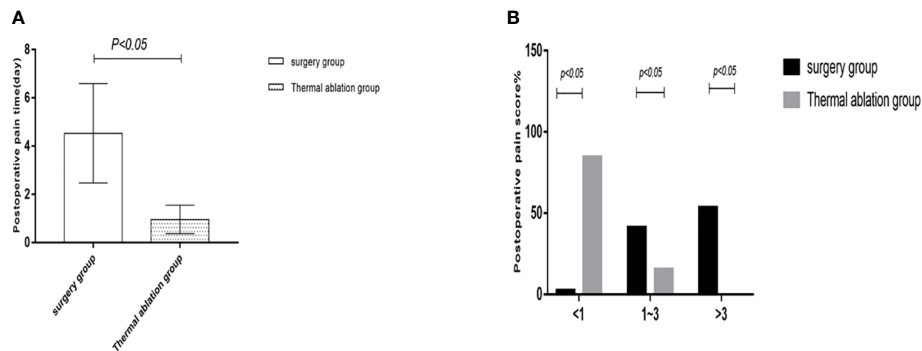 A
P<0.05
Postoperative pain time(day)
8
6
4
2
0
surgery group
Thermal ablation group
surgery group
Thermal ablation group
B
Postoperative pain score%
150
100
50
0
p<0.05
p<0.05
p<0.05
<1
1~3
>3
surgery group
Thermal ablation group